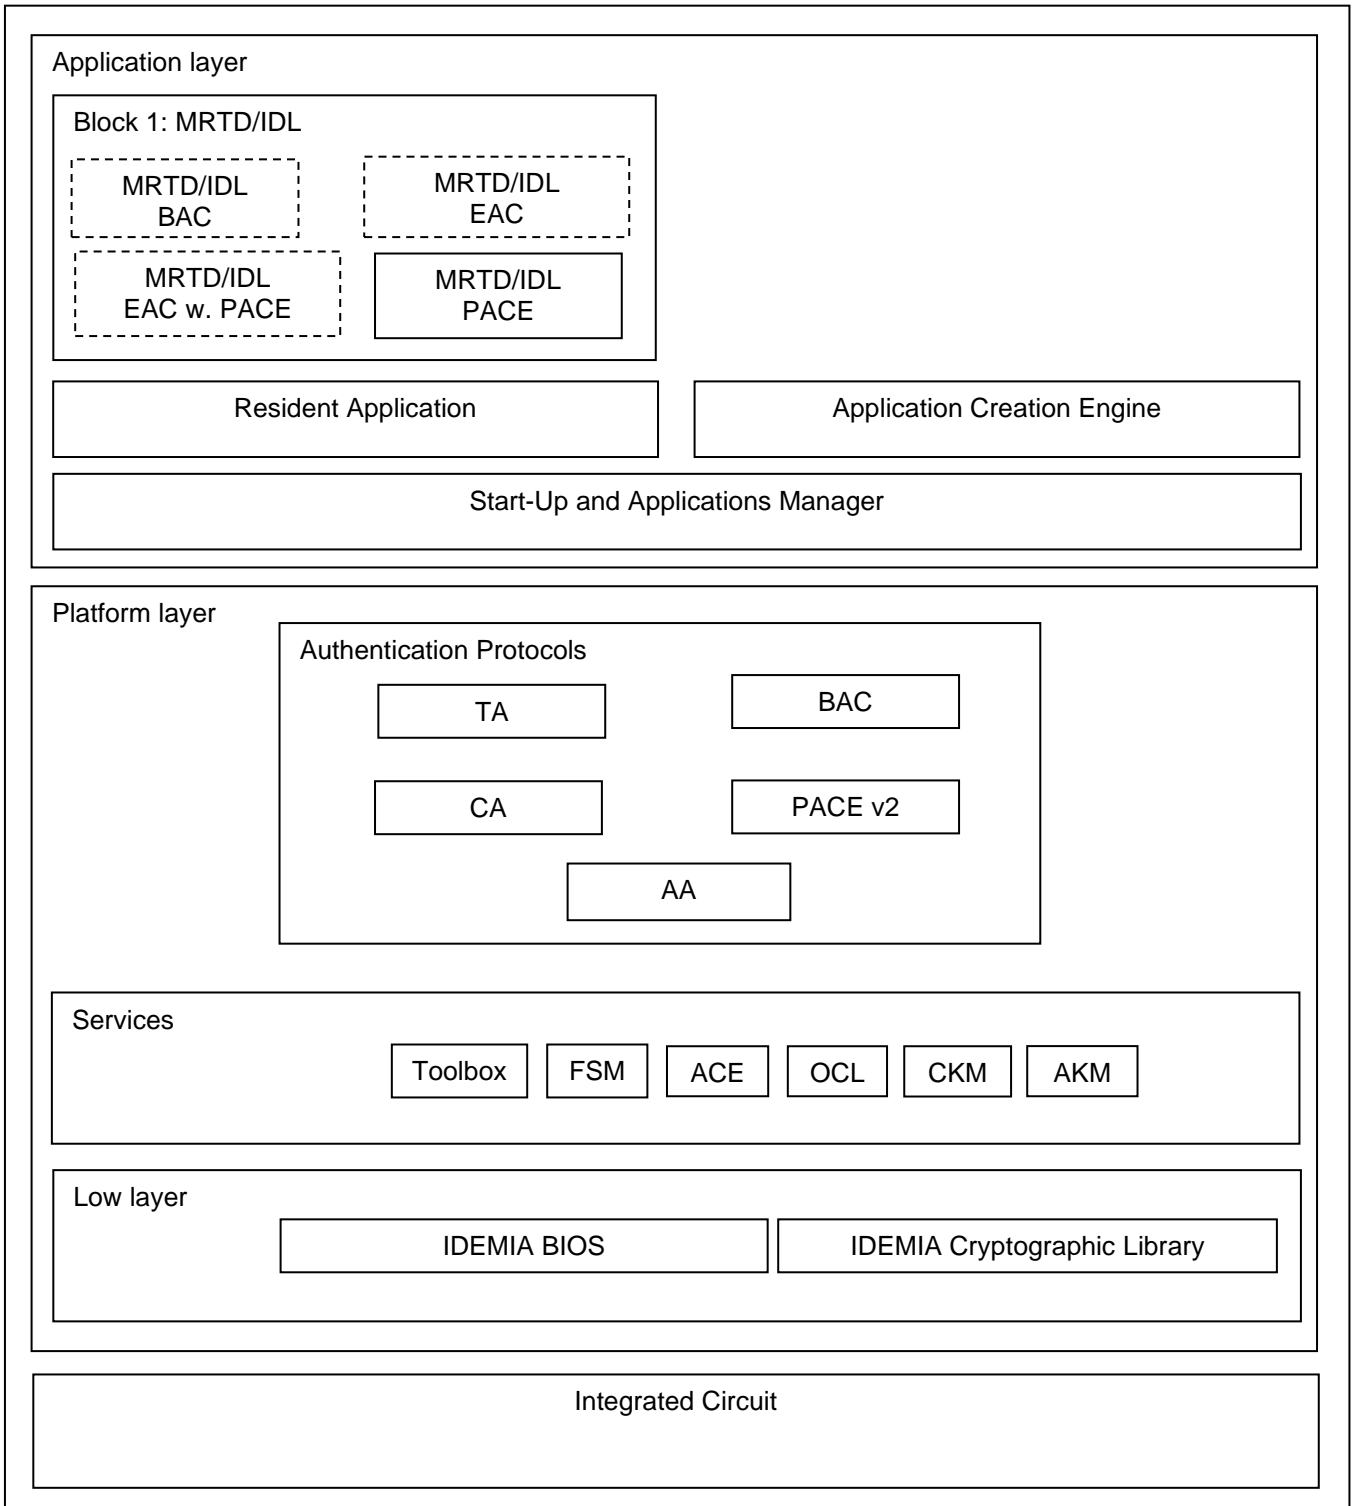 Application layer
Block 1: MRTD/IDL
MRTD/IDL
BAC
MRTD/IDL
EAC
MRTD/IDL
EAC w. PACE
MRTD/IDL
PACE
Resident Application
Application Creation Engine
Start-Up and Applications Manager
Platform layer
Authentication Protocols
TA
BAC
CA
PACE v2
AA
Services
Toolbox
FSM
ACE
OCL
CKM
AKM
Low layer
IDEMIA BIOS
IDEMIA Cryptographic Library
Integrated Circuit